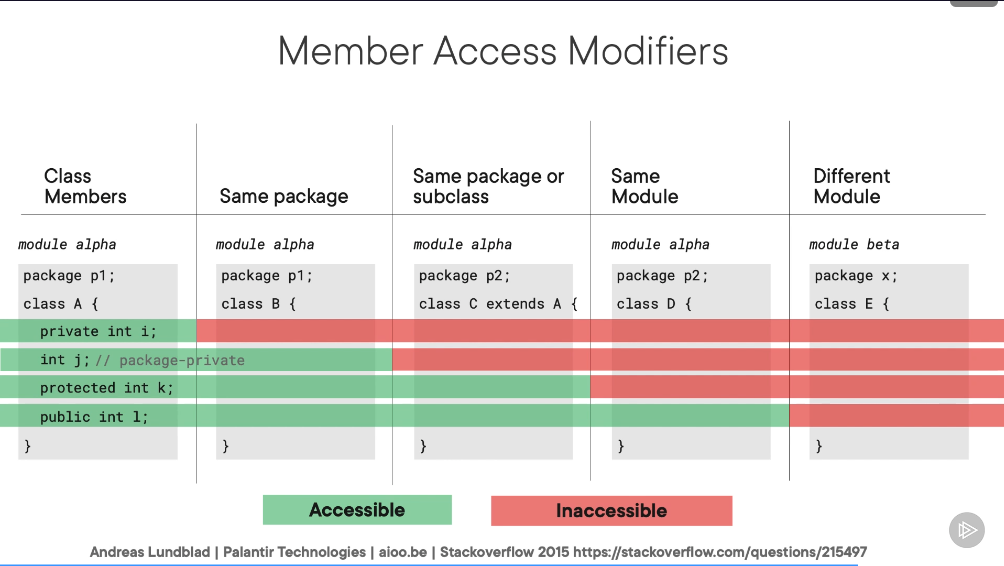 Member Access Modifiers
Class
Members
Same package
Same package or
subclass
Same
Module
Different
Module
module alpha
package p1;
class A {
private int i;
int j; // package-private
protected int k;
public int l;
}
module alpha
package p1;
class B {
}
module alpha
package p2;
class C extends A {
}
module alpha
package p2;
class D {
}
module beta
package x;
class E {
}
Accessible
Inaccessible
Andreas Lundblad | Palantir Technologies | aioo.be | Stackoverflow 2015 https://stackoverflow.com/questions/215497